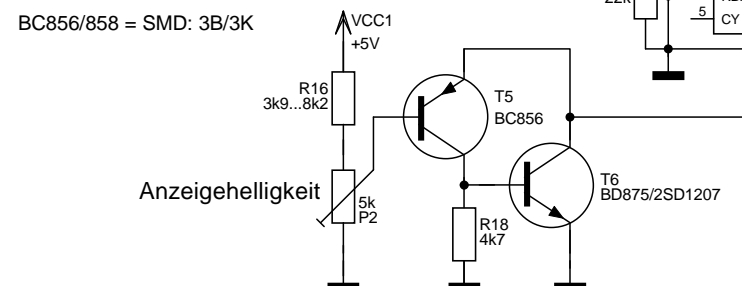 BC856/858 = SMD: 3B/3K
VCC1
+5V
22k
5
CY
R16
3k9...8k2
T5
BC856
Anzeigehelligkeit
5k
P2
T6
BD875/2SD1207
R18
4k7